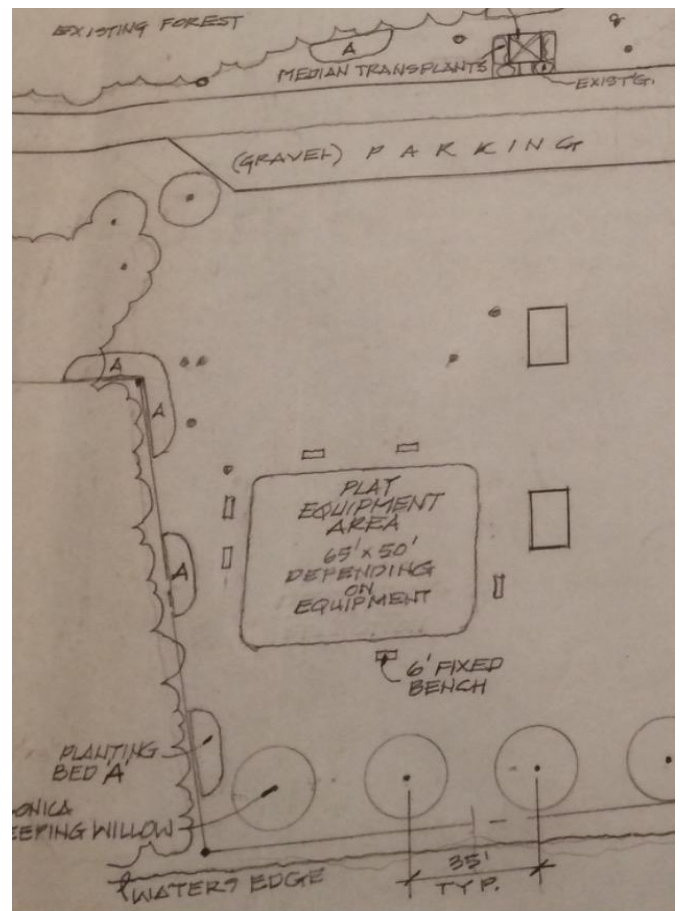 EXISTING FOREST
A
MEDIAN TRANSPLANTS
EXIST'G.
(GRAVEL) PARKING
A
A
PLAY
EQUIPMENT
AREA
65' x 50'
DEPENDING
ON
EQUIPMENT
A
6' FIXED
BENCH
PLANTING
BED 'A'
ONICA
EEPING WILLOW
WATERS EDGE
35'
TYP.